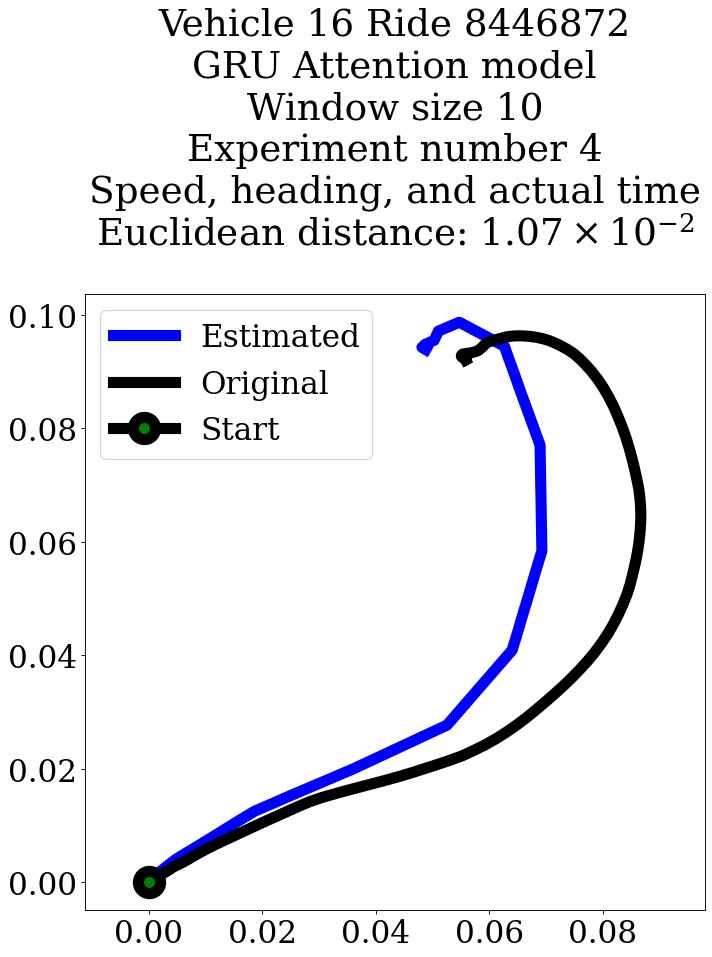 Vehicle 16 Ride 8446872
GRU Attention model
Window size 10
Experiment number 4
Speed, heading, and actual time
Euclidean distance: 1.07 × 10⁻²
Estimated
Original
Start
0.10
0.08
0.06
0.04
0.02
0.00
0.00 0.02 0.04 0.06 0.08